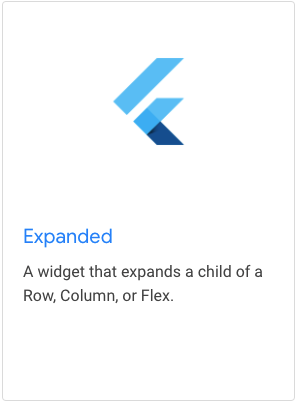 Expanded
A widget that expands a child of a
Row, Column, or Flex.